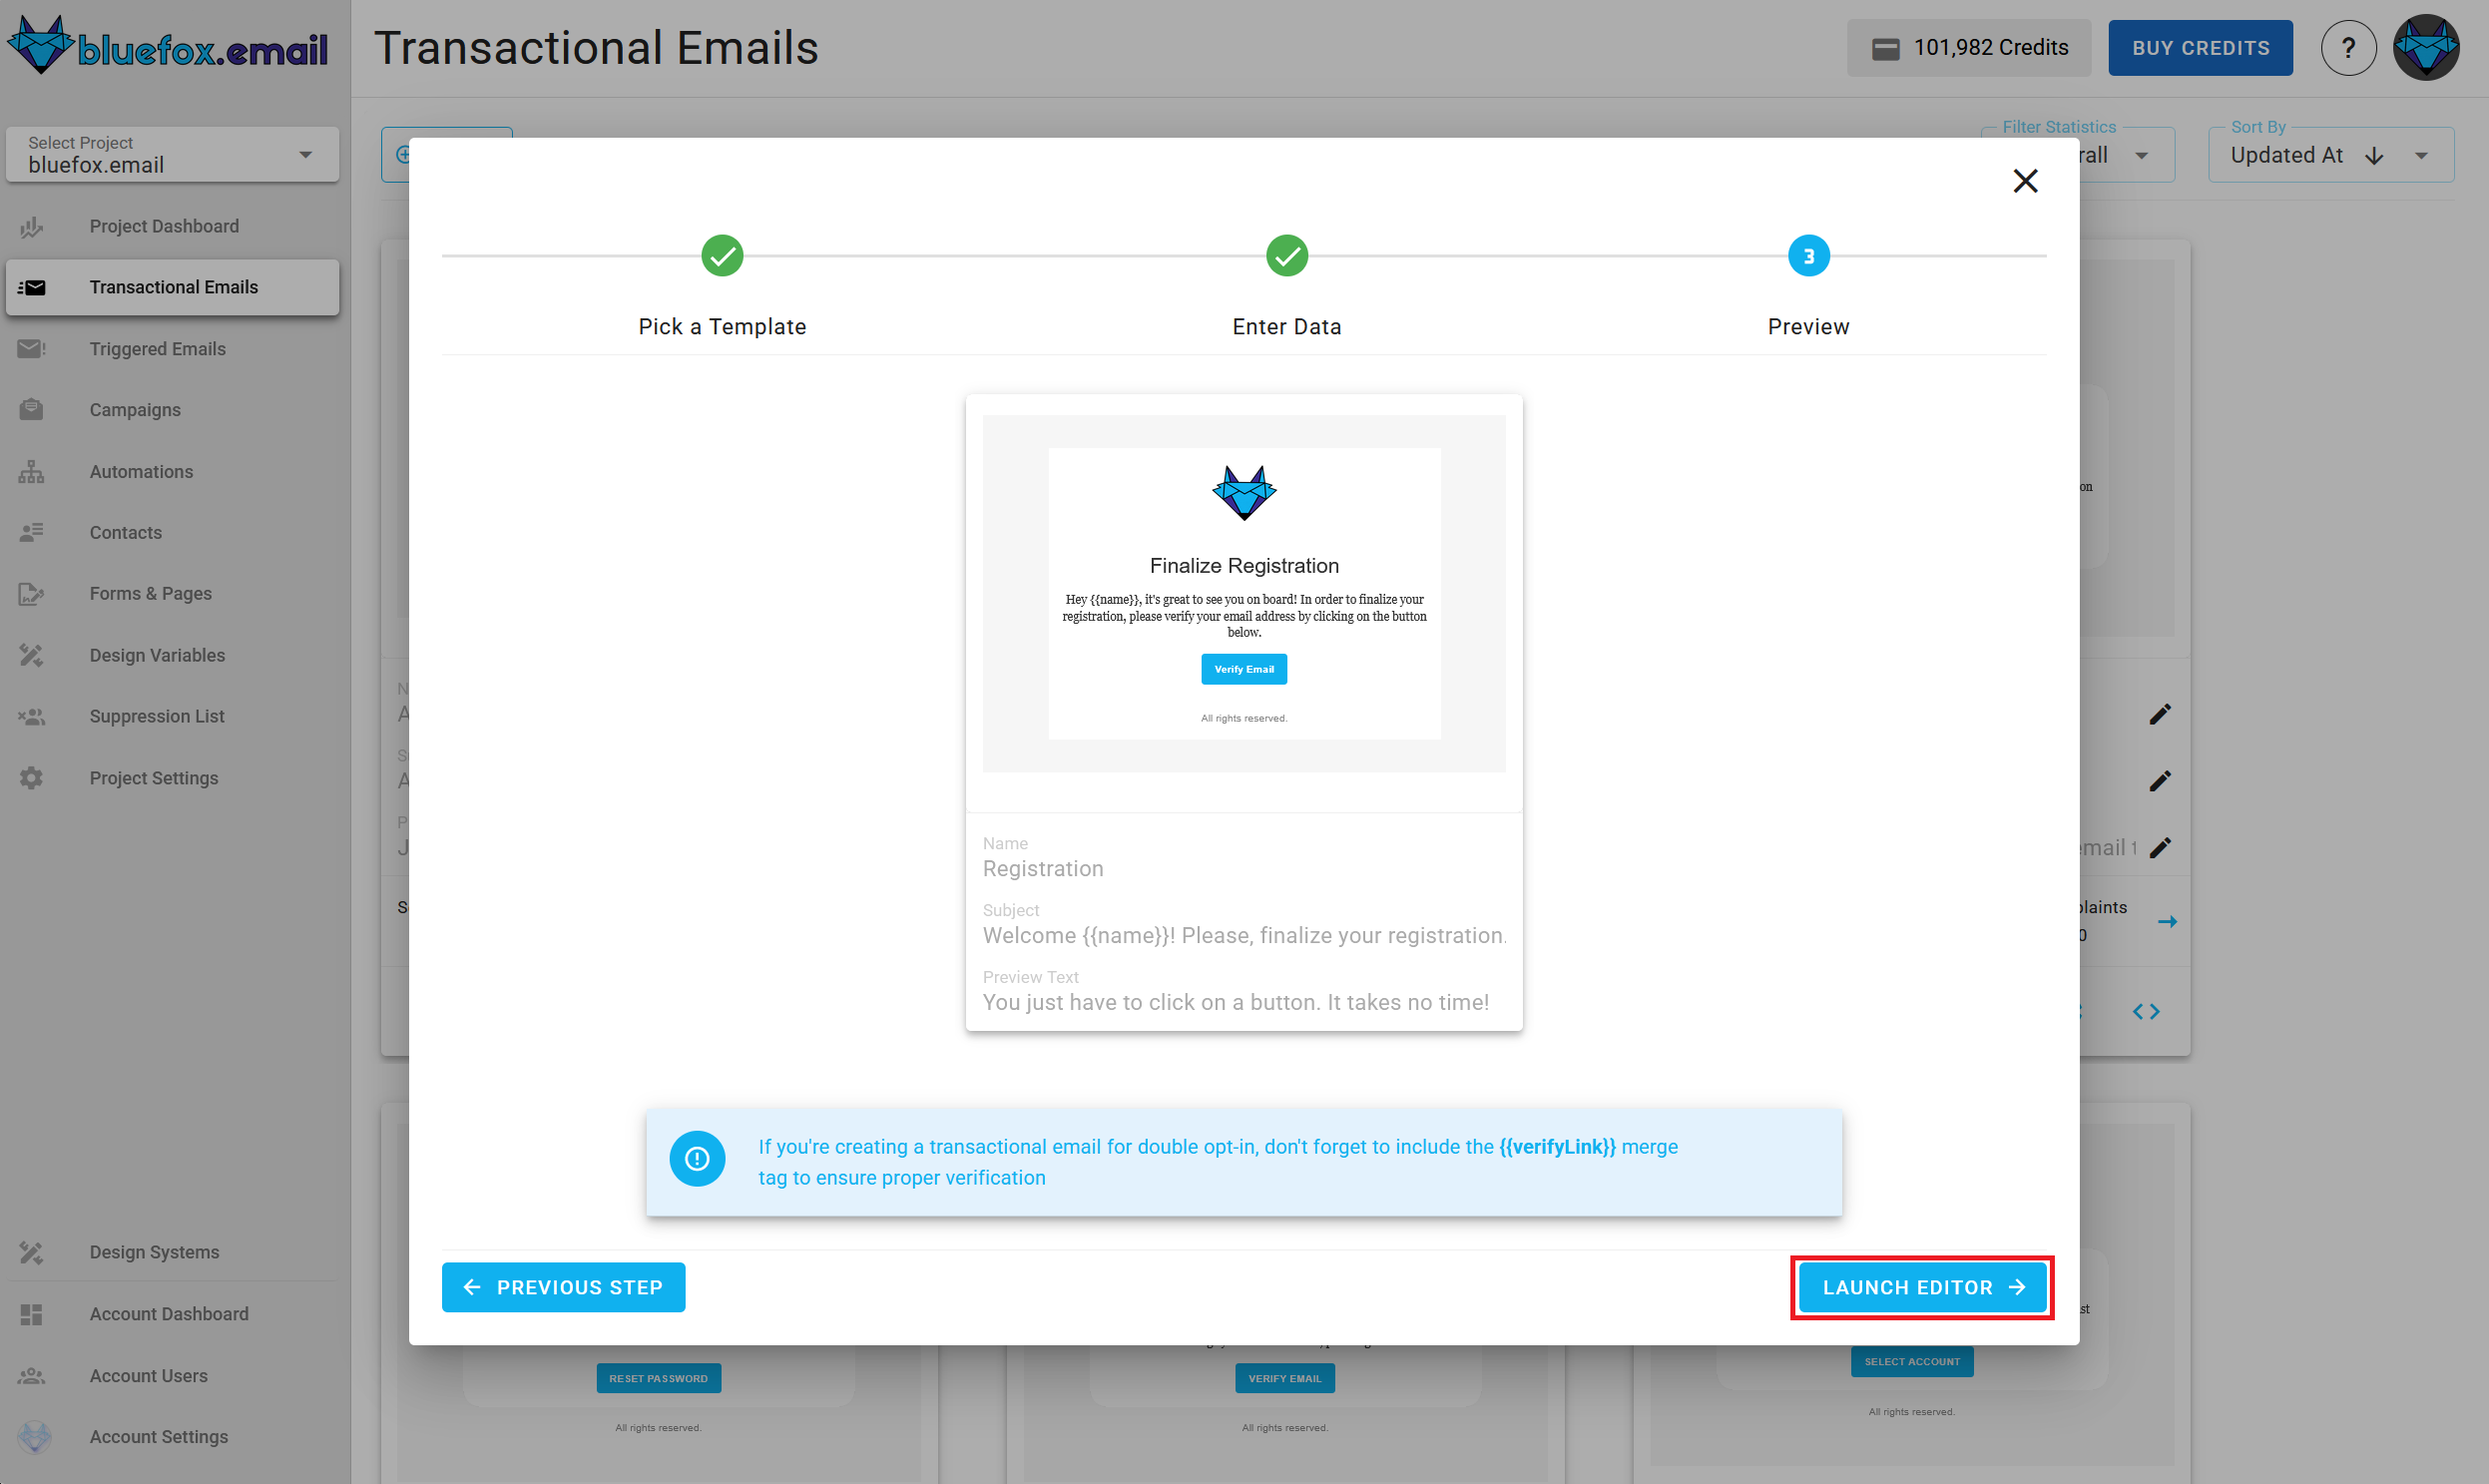 bluefox.email
Transactional Emails
101,982 Credits
BUY CREDITS
?
Select Project
bluefox.email
Project Dashboard
Transactional Emails
Triggered Emails
Campaigns
Automations
Contacts
Forms & Pages
Design Variables
Suppression List
Project Settings
Design Systems
Account Dashboard
Account Users
Account Settings
Filter Statistics
rall
Sort By
Updated At
3
Pick a Template
Enter Data
Preview
Finalize Registration
Hey {{name}}, it's great to see you on board! In order to finalize your
registration, please verify your email address by clicking on the button
below.
Verify Email
All rights reserved.
Name
Registration
Subject
Welcome {{name}}! Please, finalize your registration.
Preview Text
You just have to click on a button. It takes no time!
If you're creating a transactional email for double opt-in, don't forget to include the {{verifyLink}} merge
tag to ensure proper verification
PREVIOUS STEP
LAUNCH EDITOR
on
email t
plaints
0
st
RESET PASSWORD
All rights reserved.
VERIFY EMAIL
All rights reserved.
SELECT ACCOUNT
All rights reserved.